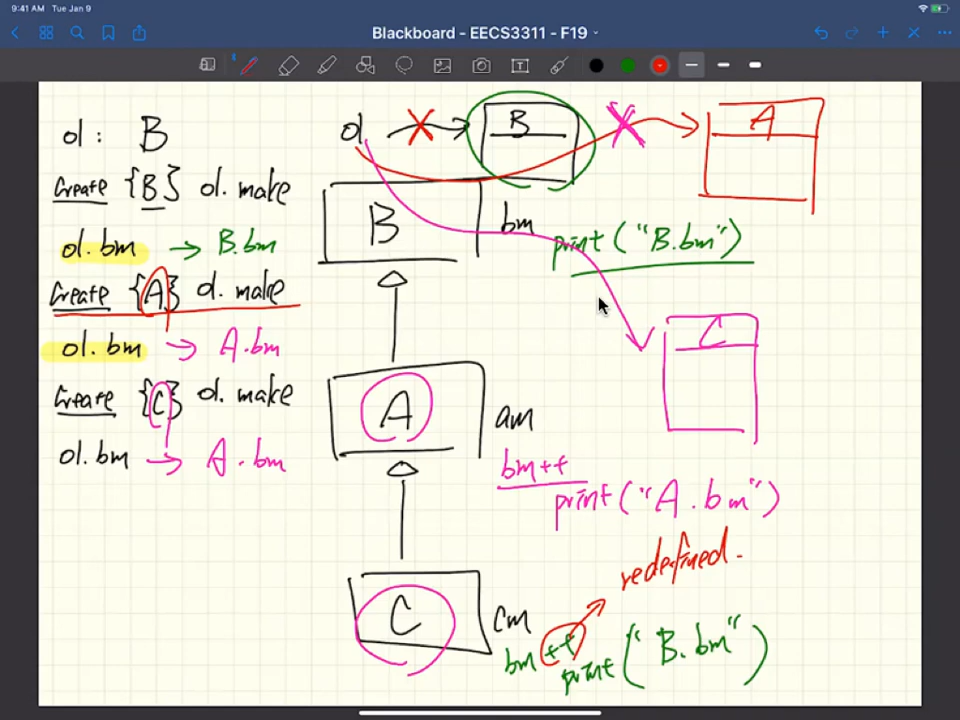 9:41 AM Tue Jan 9
Blackboard - EECS3311 - F19
o1 : B
Create {B} o1. make
o1. bm → B.bm
Create {A} o1. make
o1. bm → A.bm
Create {C} o1. make
o1. bm → A.bm
o1
B
A
B
bm
print ("B.bm")
C
A
am
bm++
print ("A.bm")
redefined.
C
cm
bm ++
print ("B.bm")